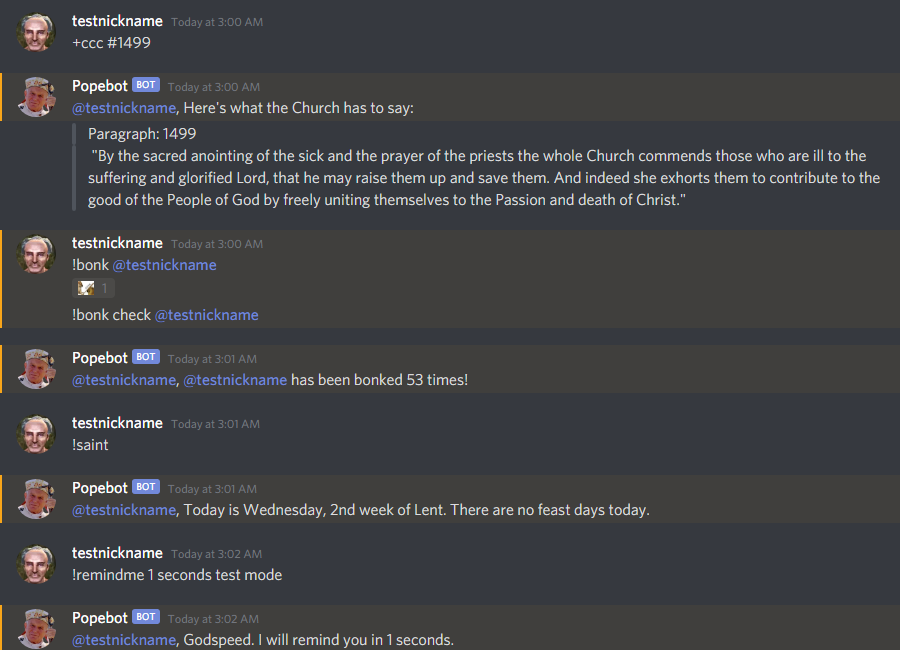 testnickname Today at 3:00 AM
+ccc #1499
Popebot BOT Today at 3:00 AM
@testnickname, Here's what the Church has to say:
Paragraph: 1499
"By the sacred anointing of the sick and the prayer of the priests the whole Church commends those who are ill to the
suffering and glorified Lord, that he may raise them up and save them. And indeed she exhorts them to contribute to the
good of the People of God by freely uniting themselves to the Passion and death of Christ."
testnickname Today at 3:00 AM
!bonk @testnickname
1
!bonk check @testnickname
Popebot BOT Today at 3:01 AM
@testnickname, @testnickname has been bonked 53 times!
testnickname Today at 3:01 AM
!saint
Popebot BOT Today at 3:01 AM
@testnickname, Today is Wednesday, 2nd week of Lent. There are no feast days today.
testnickname Today at 3:02 AM
!remindme 1 seconds test mode
Popebot BOT Today at 3:02 AM
@testnickname, Godspeed. I will remind you in 1 seconds.